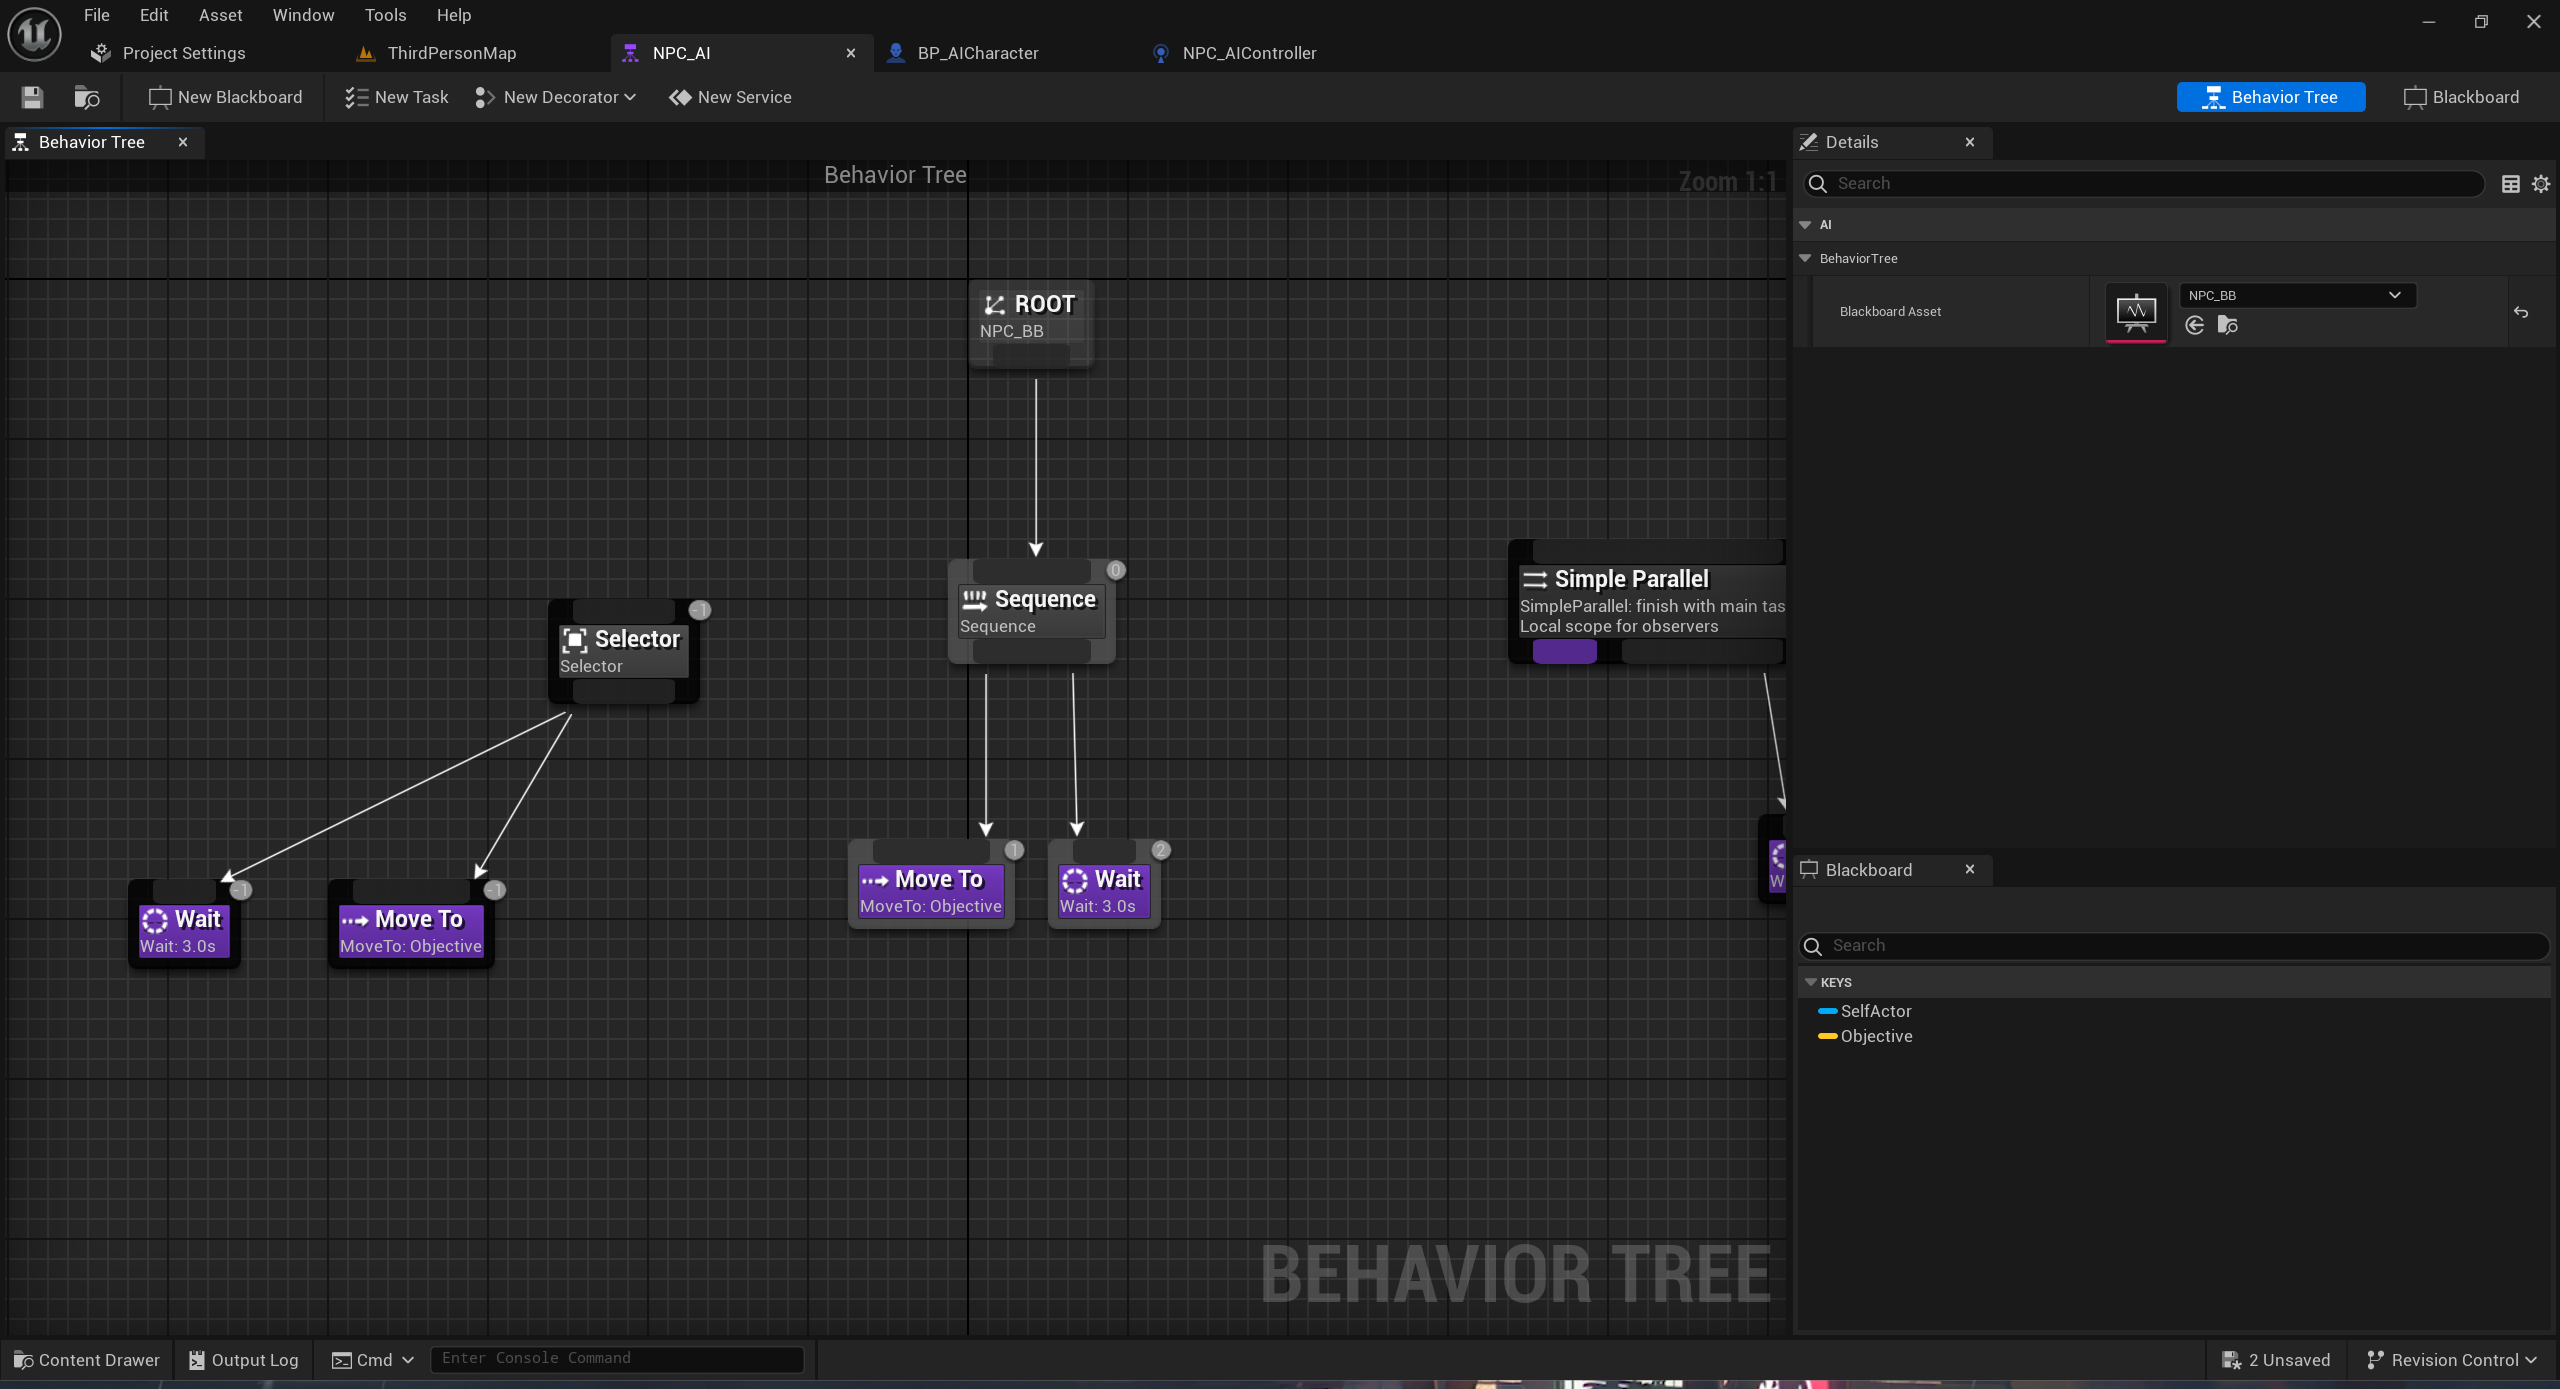 File Edit Asset Window Tools Help
Project Settings ThirdPersonMap NPC_AI BP_AICharacter NPC_AIController
New Blackboard New Task New Decorator New Service Behavior Tree Blackboard
Behavior Tree
Details
Behavior Tree
Zoom 1:1
Search
AI
BehaviorTree
Blackboard Asset
NPC_BB
ROOT
NPC_BB
0
Sequence
Sequence
-1
Selector
Selector
Simple Parallel
SimpleParallel: finish with main tas
Local scope for observers
1
Move To
MoveTo: Objective
2
Wait
Wait: 3.0s
-1
Wait
Wait: 3.0s
-1
Move To
MoveTo: Objective
W
Blackboard
Search
KEYS
SelfActor
Objective
BEHAVIOR TREE
Content Drawer Output Log Cmd Enter Console Command 2 Unsaved Revision Control